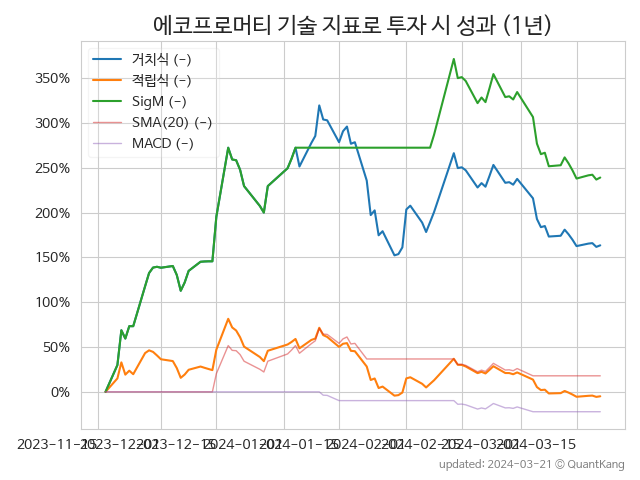 에코프로머티 기술 지표로 투자 시 성과 (1년)
거치식 (-)
적립식 (-)
SigM (-)
SMA(20) (-)
MACD (-)
350%
300%
250%
200%
150%
100%
50%
0%
2023-11-15 2023-12-01 2023-12-15 2024-01-01 2024-01-15 2024-02-01 2024-02-15 2024-03-01 2024-03-15
updated: 2024-03-21 © QuantKang